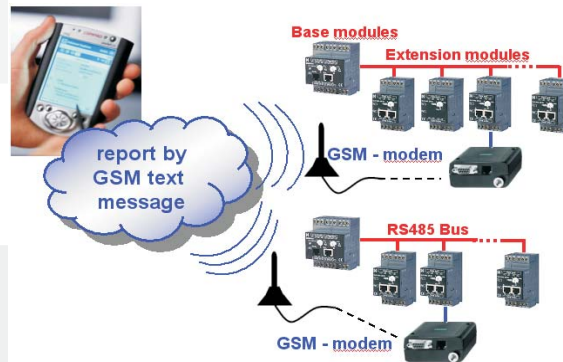 Base modules
Extension modules
report by
GSM text
message
GSM - modem
RS485 Bus
GSM - modem